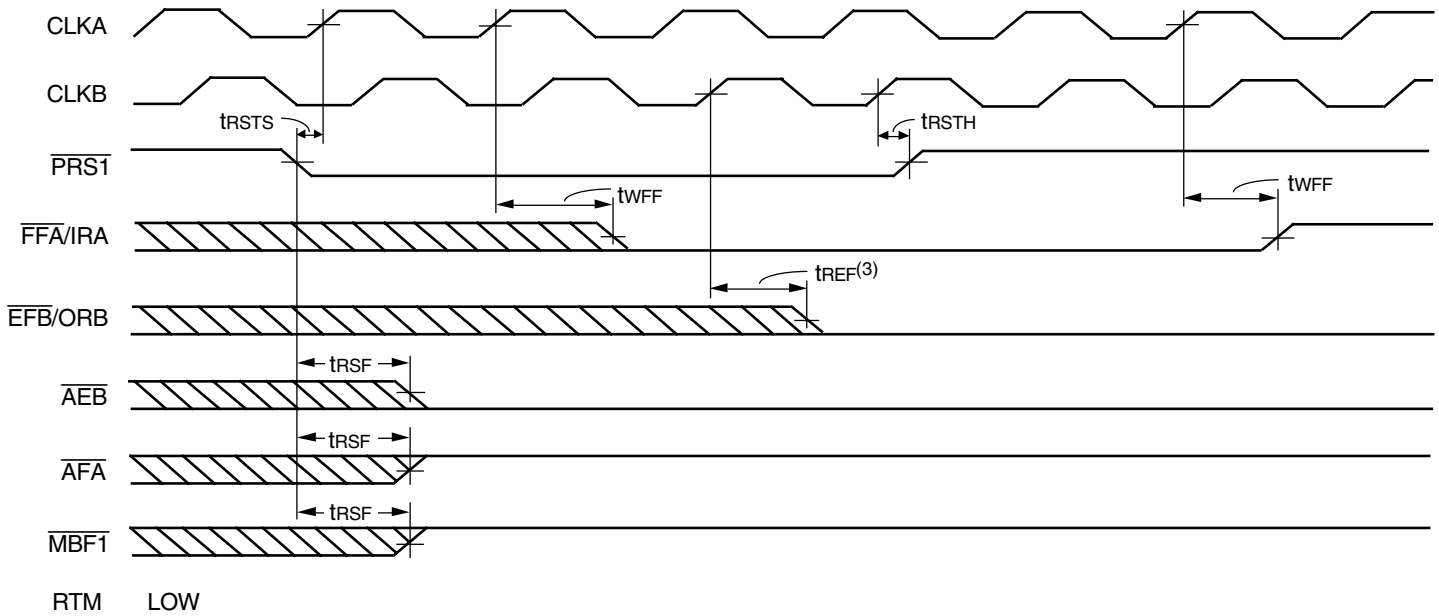 CLKA
CLKB
tRSTS
tRSTH
PRS1
tWFF
tWFF
FFA/IRA
tREF(3)
EFB/ORB
tRSF
AEB
tRSF
AFA
tRSF
MBF1
RTM LOW